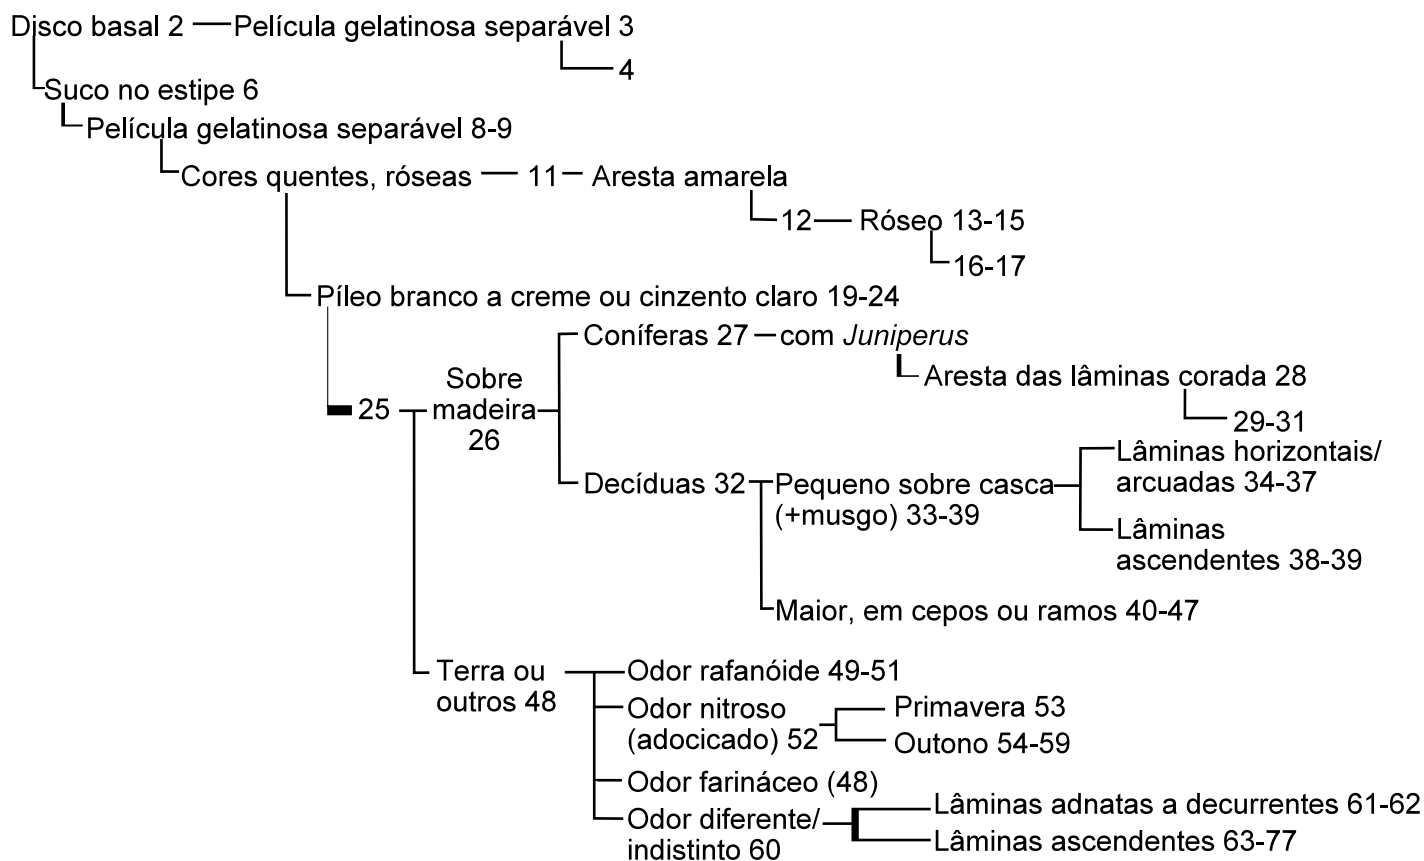 Disco basal 2 Película gelatinosa separável 3
4
Suco no estipe 6
Película gelatinosa separável 8-9
Cores quentes, róseas 11 Aresta amarela
12 Róseo 13-15
16-17
Píleo branco a creme ou cinzento claro 19-24
Coníferas 27 com Juniperus
Aresta das lâminas corada 28
29-31
25
Sobre
madeira
26
Decíduas 32
Pequeno sobre casca
(+musgo) 33-39
Lâminas horizontais/
arcuadas 34-37
Lâminas
ascendentes 38-39
Maior, em cepos ou ramos 40-47
Terra ou
outros 48
Odor rafanóide 49-51
Odor nitroso
(adocicado) 52
Primavera 53
Outono 54-59
Odor farináceo (48)
Odor diferente/
indistinto 60
Lâminas adnatas a decurrentes 61-62
Lâminas ascendentes 63-77